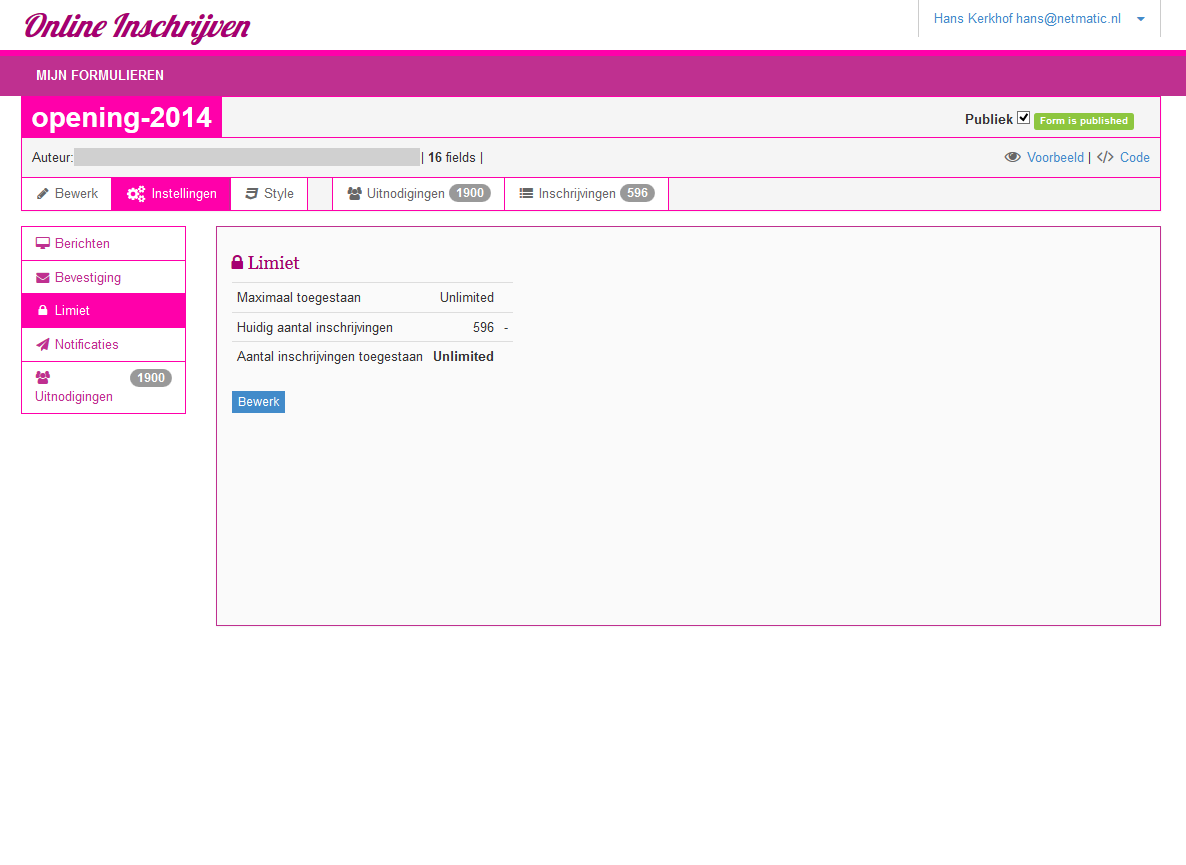 Online Inschrijven
Hans Kerkhof hans@netmatic.nl
MIJN FORMULIEREN
opening-2014
Publiek Form is published
Auteur: | 16 fields |
Voorbeeld | </> Code
Bewerk Instellingen Style Uitnodigingen 1900 Inschrijvingen 596
Berichten
Bevestiging
Limiet
Notificaties
1900
Uitnodigingen
Limiet
Maximaal toegestaan Unlimited
Huidig aantal inschrijvingen 596 -
Aantal inschrijvingen toegestaan Unlimited
Bewerk